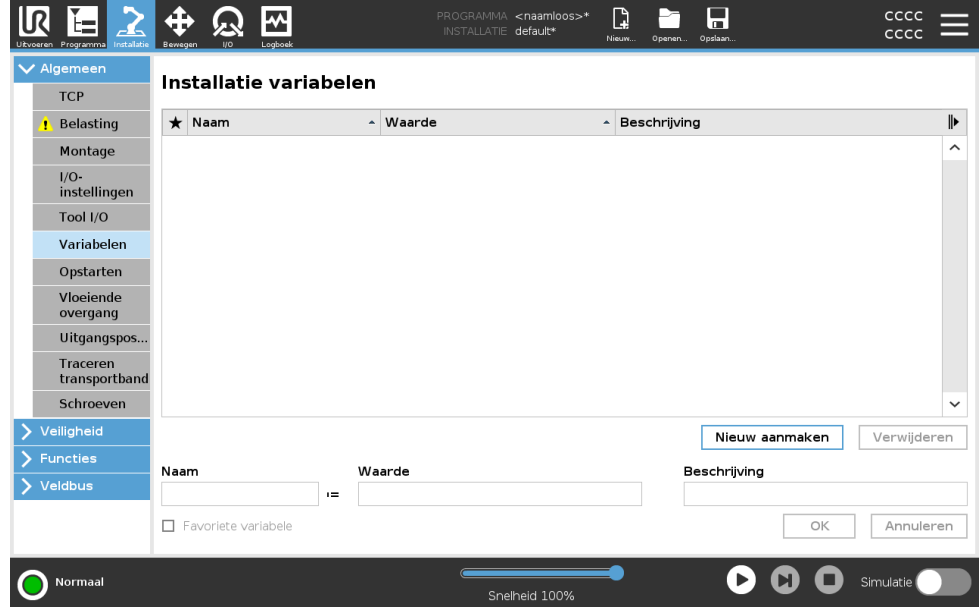 UR
PROGRAMMA <naamloos>*
INSTALLATIE default*
CCCC
CCCC
Uitvoeren Programma Installatie Bewegen I/O Logboek Nieuw... Openen... Opslaan...
Algemeen
TCP
Belasting
Montage
I/O-
instellingen
Tool I/O
Variabelen
Opstarten
Vloeiende
overgang
Uitgangspos...
Traceren
transportband
Schroeven
Veiligheid
Functies
Veldbus
Installatie variabelen
Naam Waarde Beschrijving
Nieuw aanmaken Verwijderen
Naam Waarde Beschrijving
:=
Favoriete variabele OK Annuleren
Normaal
Snelheid 100%
Simulatie